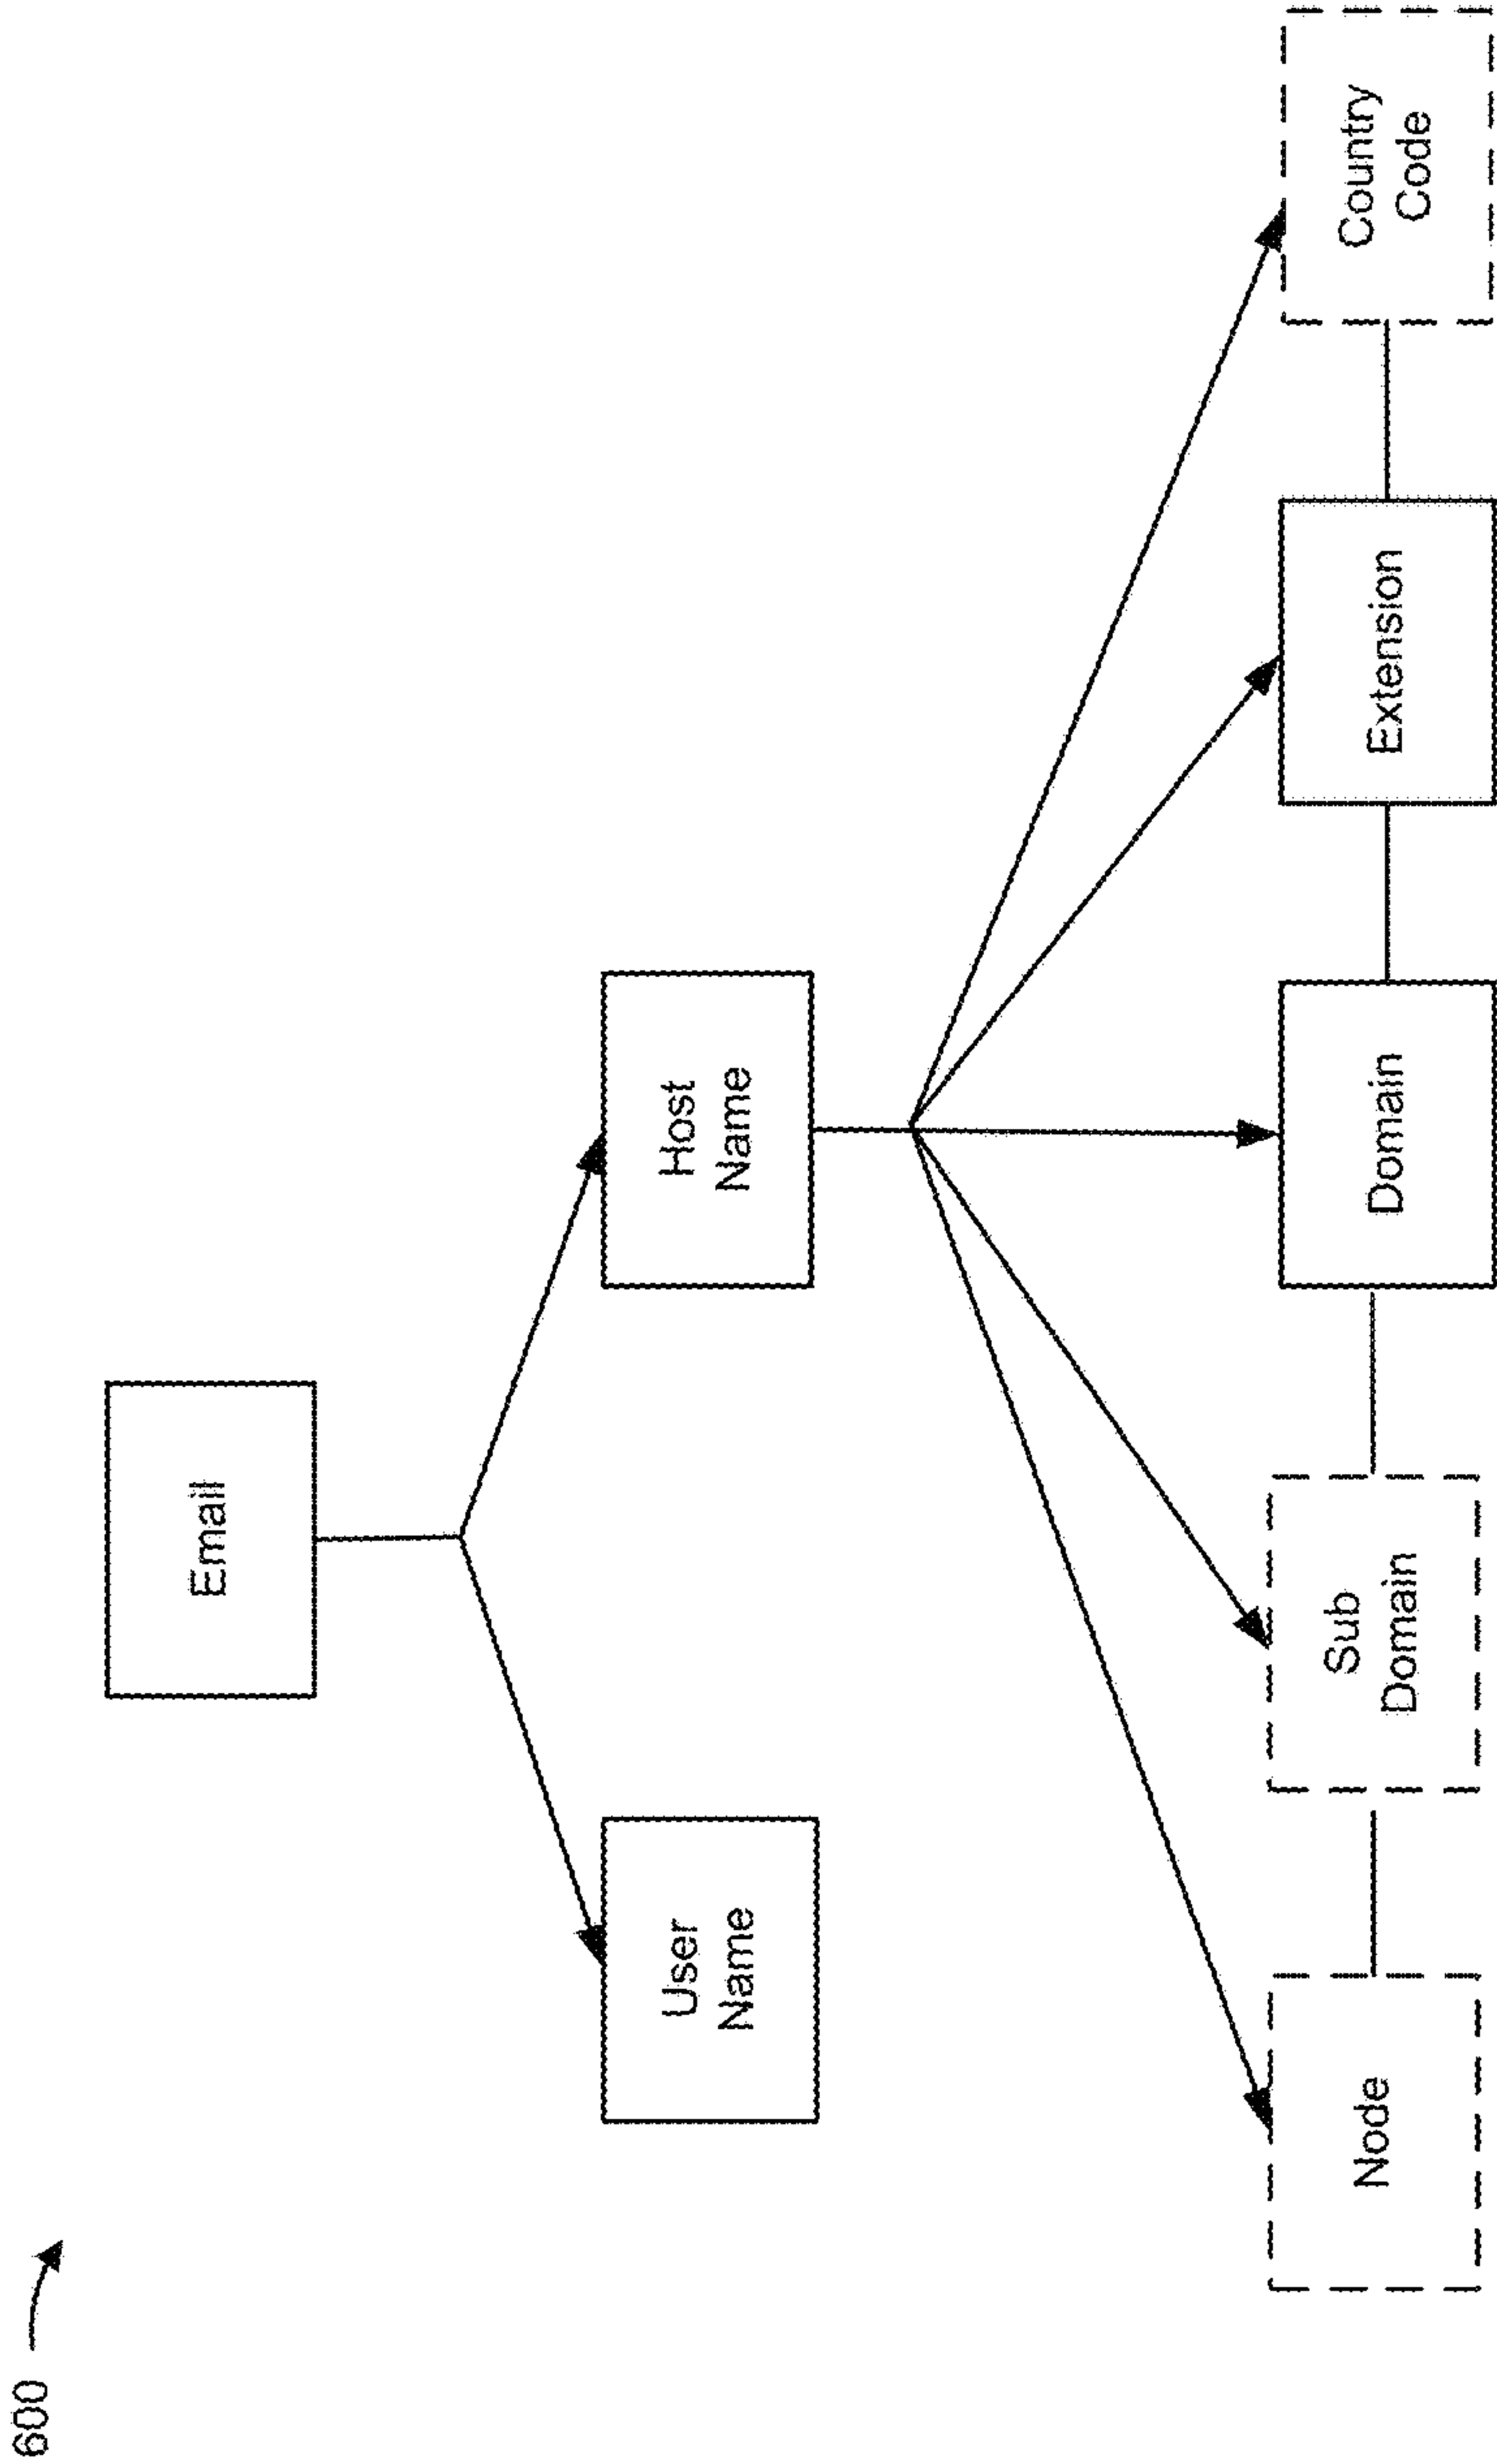 600
Email
User
Name
Host
Name
Node
Sub
Domain
Domain
Extension
Country
Code